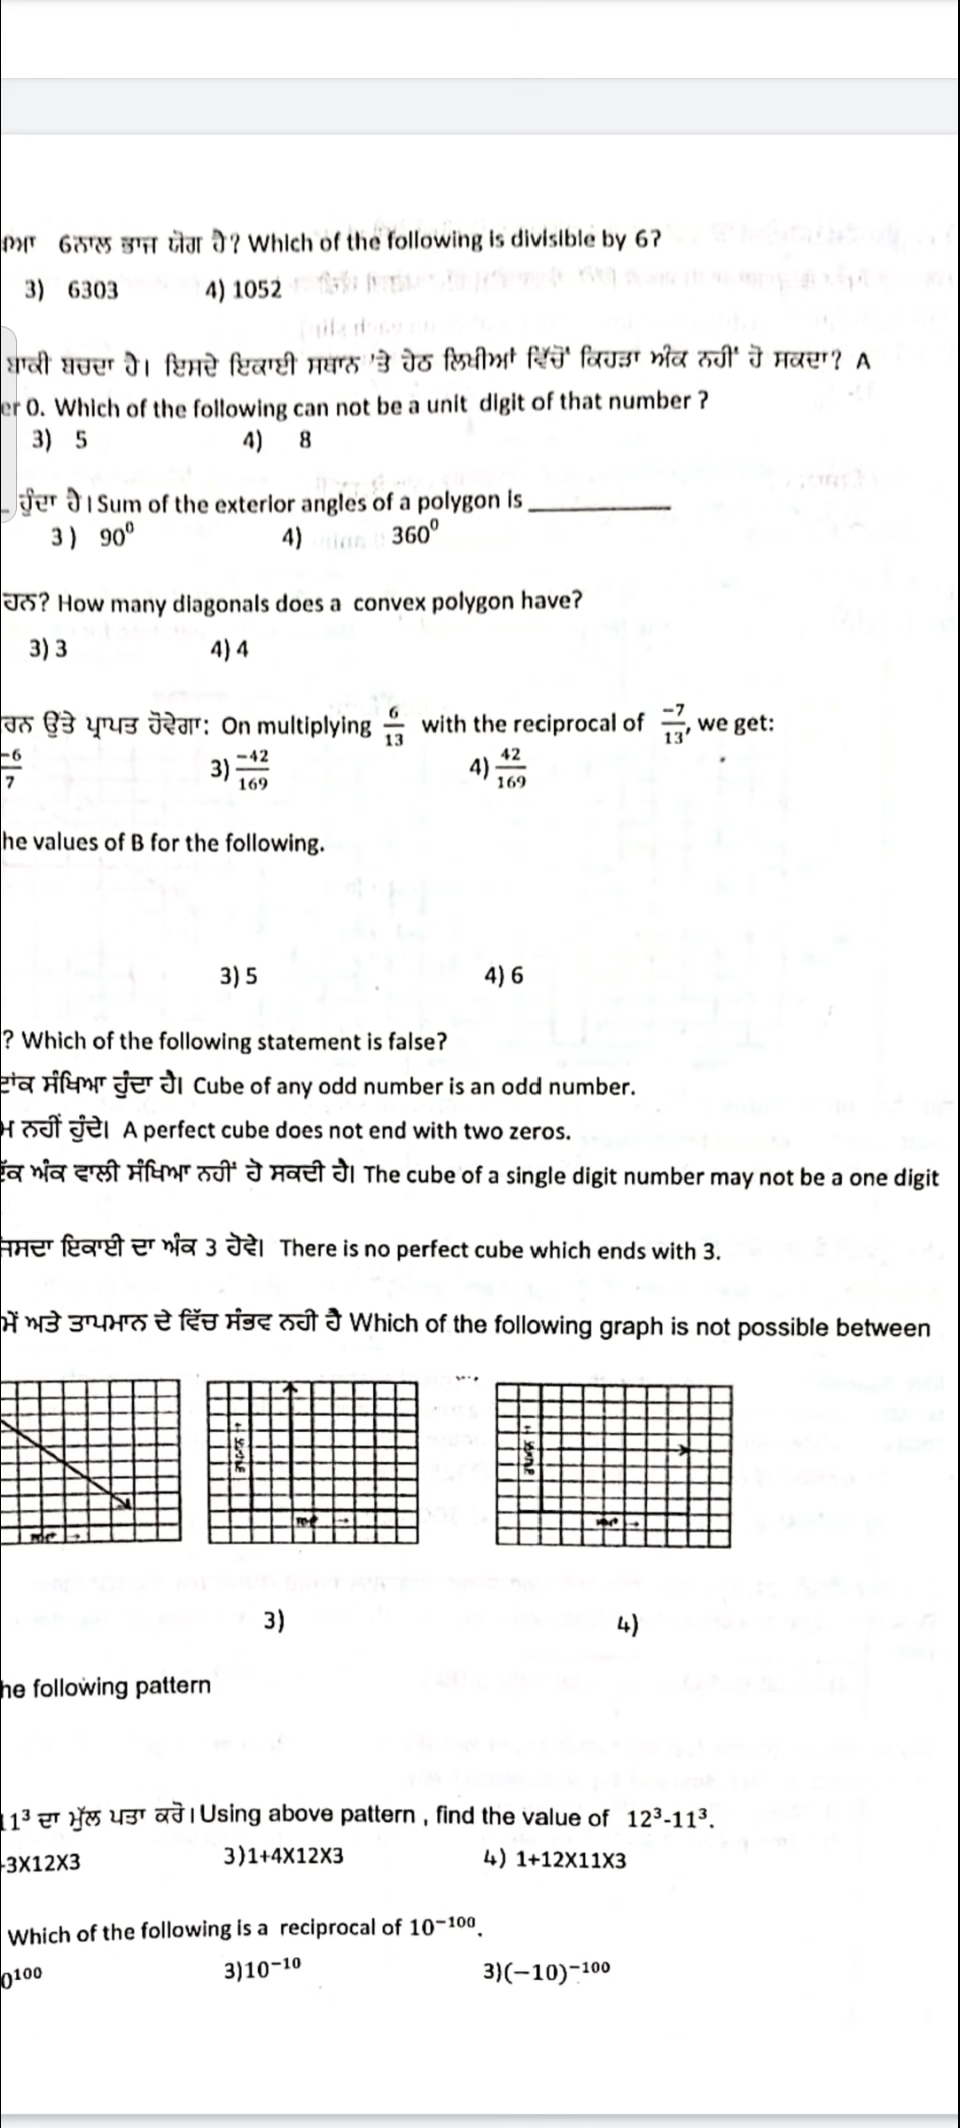 6ਨਾਲ ਭਾਜ ਯੋਗ ਹੈ? Which of the following is divisible by 6?
3) 6303 4) 1052
ਬਾਕੀ ਬਚਦਾ ਹੈ। ਇਸਦੇ ਇਕਾਈ ਸਥਾਨ 'ਤੇ ਹੇਠ ਲਿਖੀਆਂ ਵਿੱਚੋਂ ਕਿਹੜਾ ਅੰਕ ਨਹੀਂ ਹੋ ਸਕਦਾ? A
er 0. Which of the following can not be a unit digit of that number ?
3) 5 4) 8
ਹੁੰਦਾ ਹੈ। Sum of the exterior angles of a polygon is ___________
3) 90⁰ 4) 360⁰
ਹਨ? How many diagonals does a convex polygon have?
3) 3 4) 4
ਰਨ ਉੱਤੇ ਪ੍ਰਾਪਤ ਹੋਵੇਗਾ: On multiplying 6/13 with the reciprocal of -7/13, we get:
-6/7 3) -42/169 4) 42/169
he values of B for the following.
3) 5 4) 6
? Which of the following statement is false?
ਟਾਂਕ ਸੰਖਿਆ ਹੁੰਦਾ ਹੈ। Cube of any odd number is an odd number.
ਮ ਨਹੀਂ ਹੁੰਦੇ। A perfect cube does not end with two zeros.
ਇੱਕ ਅੰਕ ਵਾਲੀ ਸੰਖਿਆ ਨਹੀਂ ਹੋ ਸਕਦੀ ਹੈ। The cube of a single digit number may not be a one digit
ਜਿਸਦਾ ਇਕਾਈ ਦਾ ਅੰਕ 3 ਹੋਵੇ। There is no perfect cube which ends with 3.
ਮੇਂ ਅਤੇ ਤਾਪਮਾਨ ਦੇ ਵਿੱਚ ਸੰਭਵ ਨਹੀ ਹੈ Which of the following graph is not possible between
3) 4)
he following pattern
11³ ਦਾ ਮੁੱਲ ਪਤਾ ਕਰੋ। Using above pattern , find the value of 12³-11³.
-3X12X3 3)1+4X12X3 4) 1+12X11X3
Which of the following is a reciprocal of 10⁻¹⁰⁰.
0¹⁰⁰ 3)10⁻¹⁰ 3)(−10)⁻¹⁰⁰